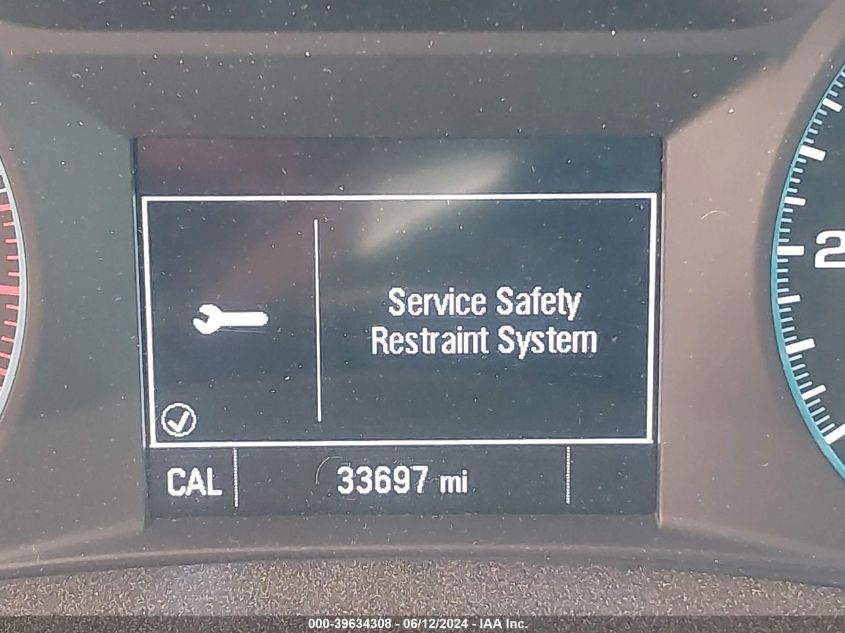 Service Safety
Restraint System
CAL
33697 mi
2
000-39634308 - 06/12/2024 - IAA Inc.